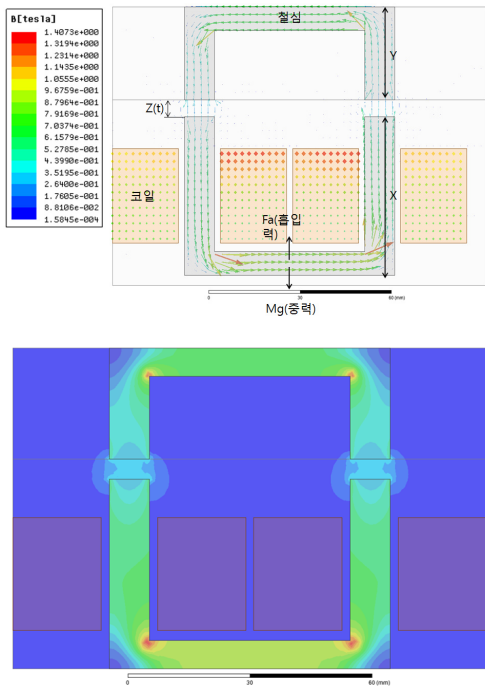 B[tesla]
1.4073e+000
1.3194e+000
1.2314e+000
1.1435e+000
1.0555e+000
9.6759e-001
8.7964e-001
7.9169e-001
7.0374e-001
6.1579e-001
5.2785e-001
4.3990e-001
3.5195e-001
2.6400e-001
1.7605e-001
8.8106e-002
1.5845e-004
철심
Y
Z(t)
X
코일
Fa(흡입
력)
0
30
60 (mm)
Mg(중력)
0
30
60 (mm)